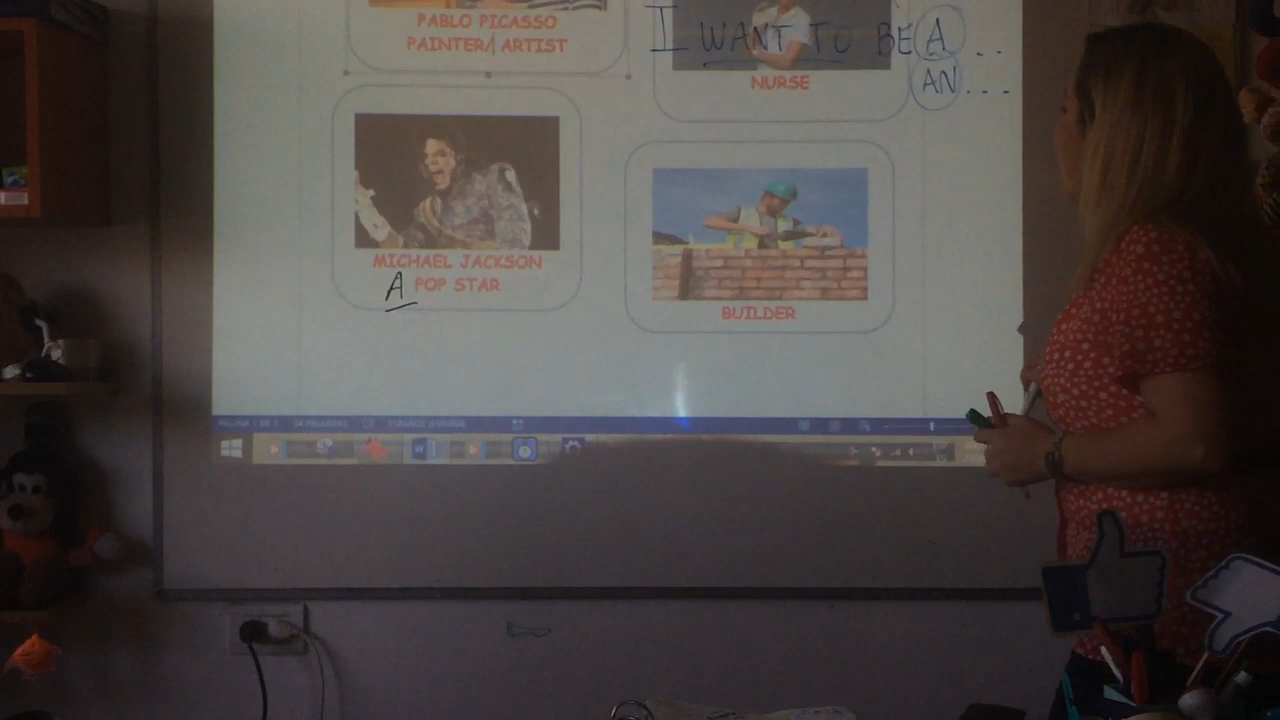 PABLO PICASSO
PAINTER/ ARTIST
I WANT TO BE A ...
AN ...
NURSE
MICHAEL JACKSON
A POP STAR
BUILDER